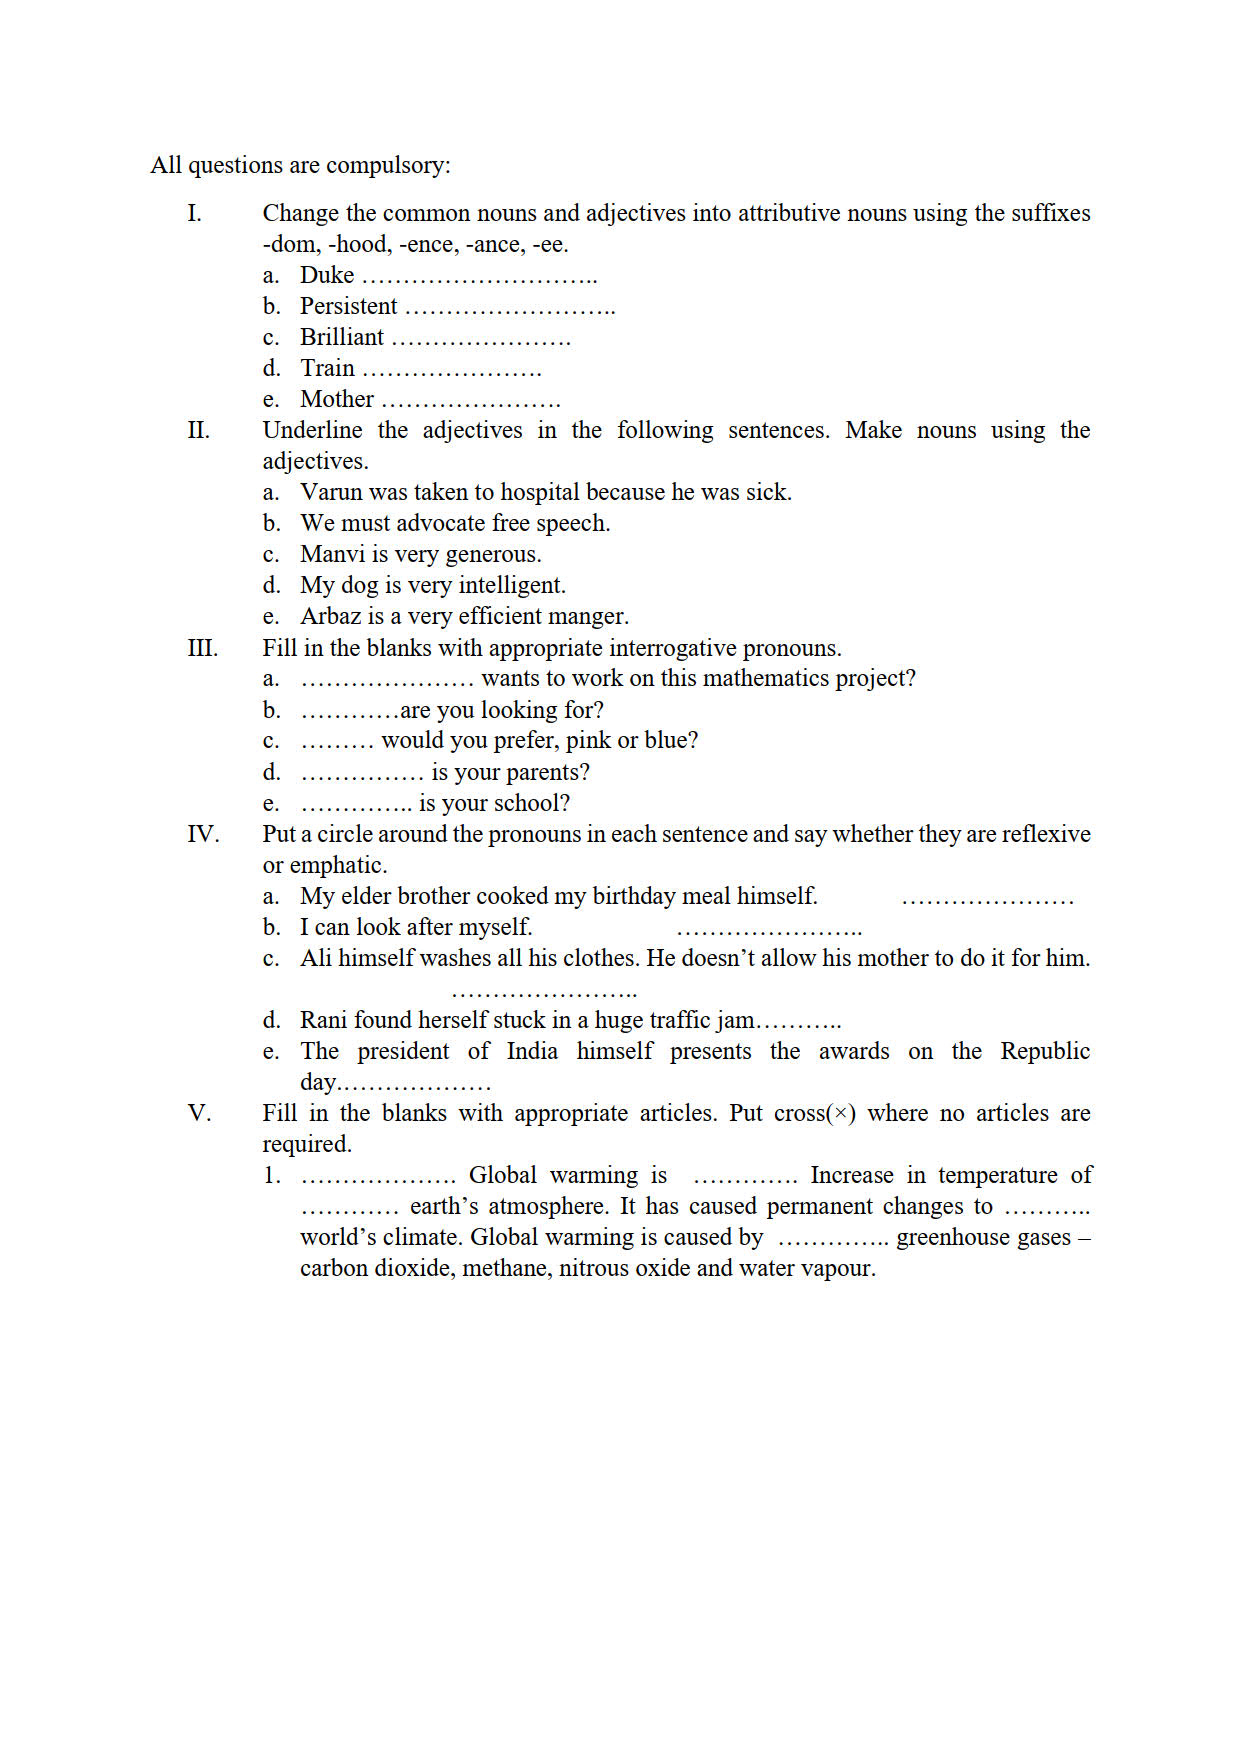 All questions are compulsory:
I. Change the common nouns and adjectives into attributive nouns using the suffixes
-dom, -hood, -ence, -ance, -ee.
a. Duke ………………………..
b. Persistent ……………………..
c. Brilliant ………………….
d. Train ………………….
e. Mother ………………….
II. Underline the adjectives in the following sentences. Make nouns using the
adjectives.
a. Varun was taken to hospital because he was sick.
b. We must advocate free speech.
c. Manvi is very generous.
d. My dog is very intelligent.
e. Arbaz is a very efficient manger.
III. Fill in the blanks with appropriate interrogative pronouns.
a. ………………… wants to work on this mathematics project?
b. …………are you looking for?
c. ……… would you prefer, pink or blue?
d. …………… is your parents?
e. ………….. is your school?
IV. Put a circle around the pronouns in each sentence and say whether they are reflexive
or emphatic.
a. My elder brother cooked my birthday meal himself. …………………
b. I can look after myself. …………………..
c. Ali himself washes all his clothes. He doesn’t allow his mother to do it for him.
…………………..
d. Rani found herself stuck in a huge traffic jam………..
e. The president of India himself presents the awards on the Republic
day.………………
V. Fill in the blanks with appropriate articles. Put cross(×) where no articles are
required.
1. ………………. Global warming is …………. Increase in temperature of
………… earth’s atmosphere. It has caused permanent changes to ………..
world’s climate. Global warming is caused by ………….. greenhouse gases –
carbon dioxide, methane, nitrous oxide and water vapour.